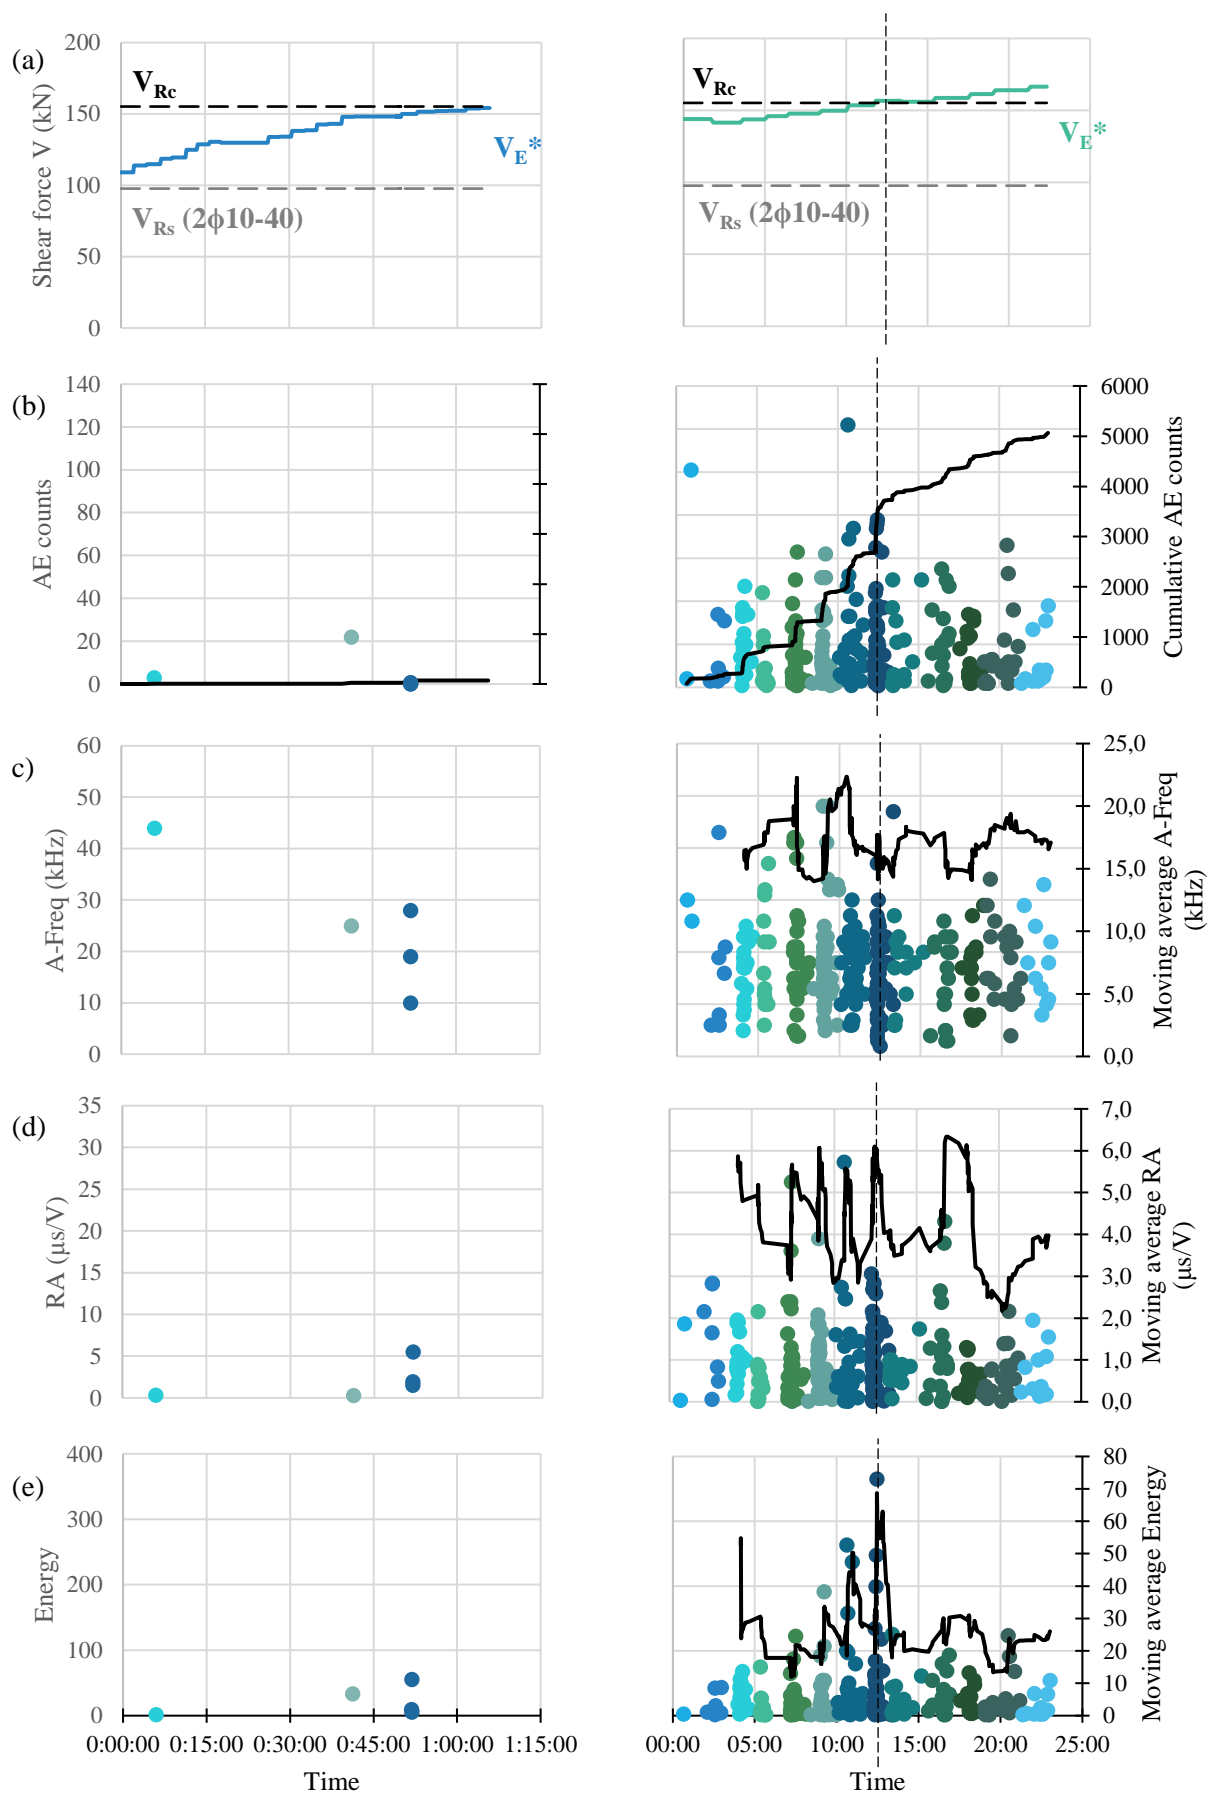 (a)
Shear force V (kN)
200
150
100
50
0
V_Rc
V_E*
V_Rs (2ϕ10-40)
V_Rc
V_E*
V_Rs (2ϕ10-40)
(b)
AE counts
140
120
100
80
60
40
20
0
6000
5000
4000
3000
2000
1000
0
Cumulative AE counts
c)
A-Freq (kHz)
60
50
40
30
20
10
0
25,0
20,0
15,0
10,0
5,0
0,0
Moving average A-Freq
(kHz)
(d)
RA (µs/V)
35
30
25
20
15
10
5
0
7,0
6,0
5,0
4,0
3,0
2,0
1,0
0,0
Moving average RA
(µs/V)
(e)
Energy
400
300
200
100
0
80
70
60
50
40
30
20
10
0
Moving average Energy
0:00:00 0:15:00 0:30:00 0:45:00 1:00:00 1:15:00
Time
00:00 05:00 10:00 15:00 20:00 25:00
Time